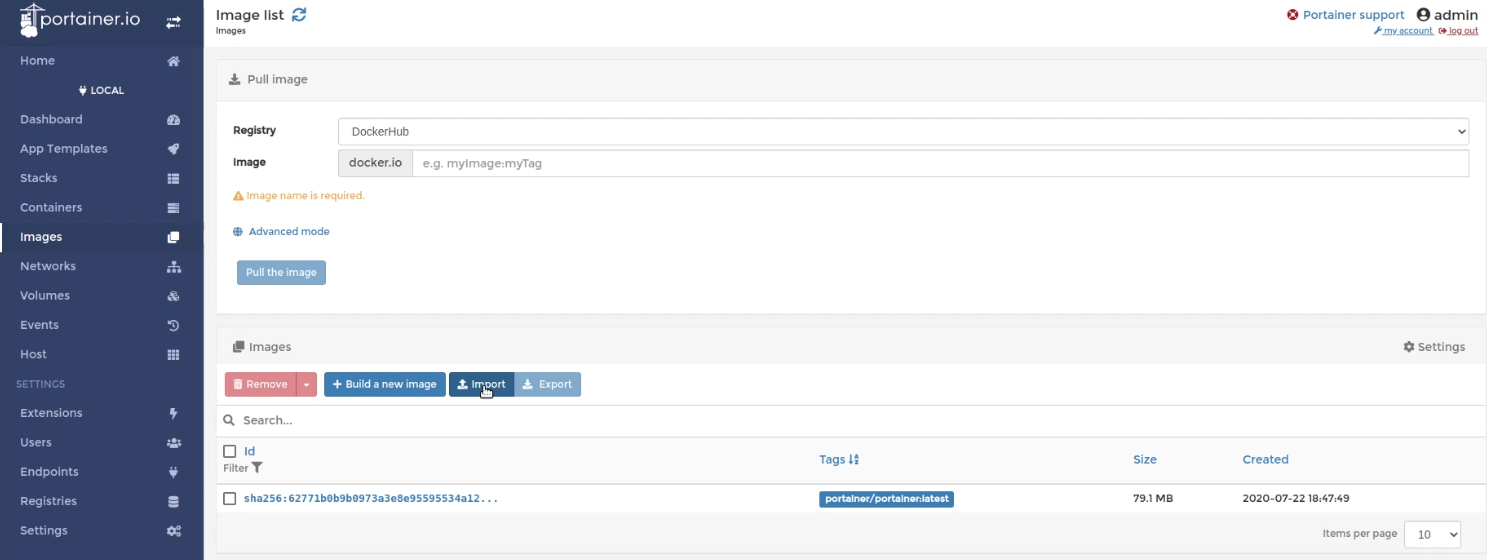 portainer.io
Image list
Images
Portainer support admin
my account log out
Home
LOCAL
Dashboard
App Templates
Stacks
Containers
Images
Networks
Volumes
Events
Host
SETTINGS
Extensions
Users
Endpoints
Registries
Settings
Pull image
Registry DockerHub
Image docker.io e.g. myImage:myTag
Image name is required.
Advanced mode
Pull the image
Images Settings
Remove Build a new image Import Export
Search...
Id Tags Size Created
Filter
sha256:62771b0b9b0973a3e8e95595534a12... portainer/portainer:latest 79.1 MB 2020-07-22 18:47:49
Items per page 10